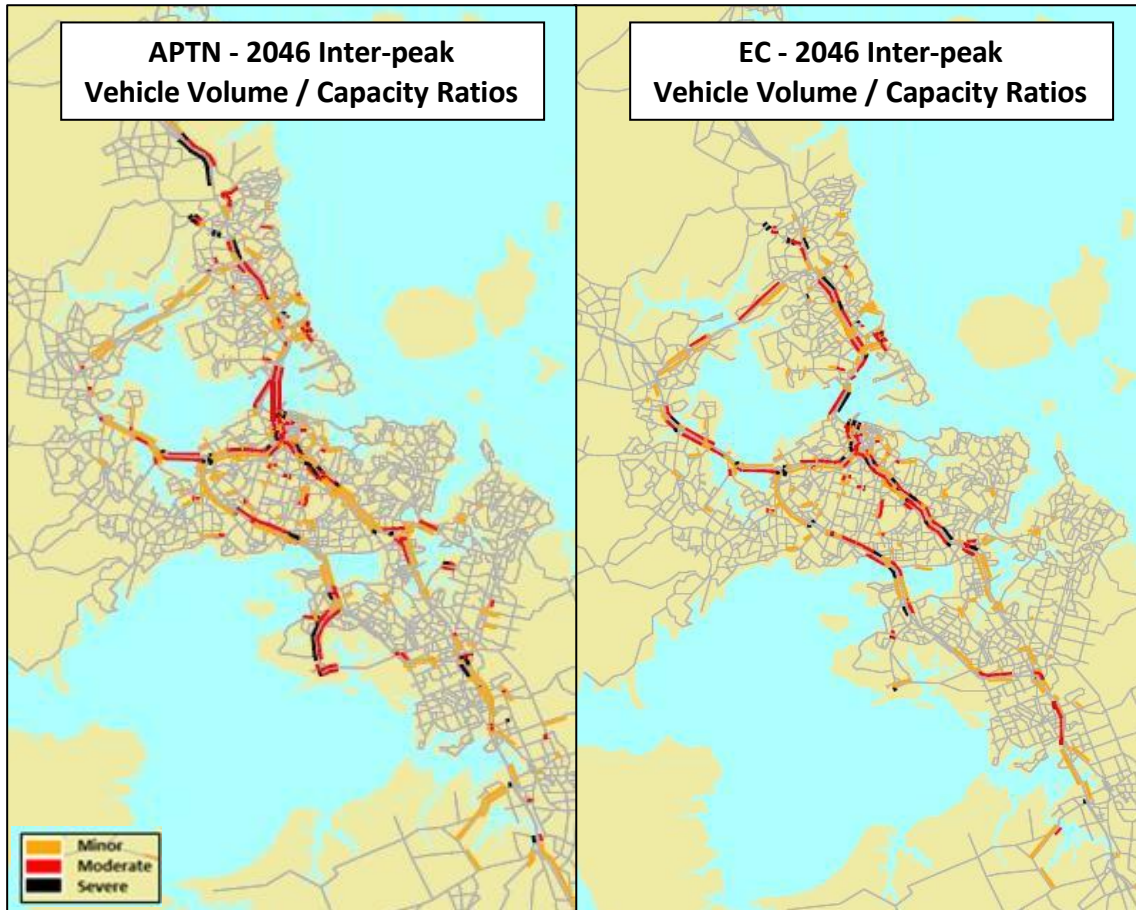 APTN - 2046 Inter-peak
Vehicle Volume / Capacity Ratios
EC - 2046 Inter-peak
Vehicle Volume / Capacity Ratios
Minor
Moderate
Severe